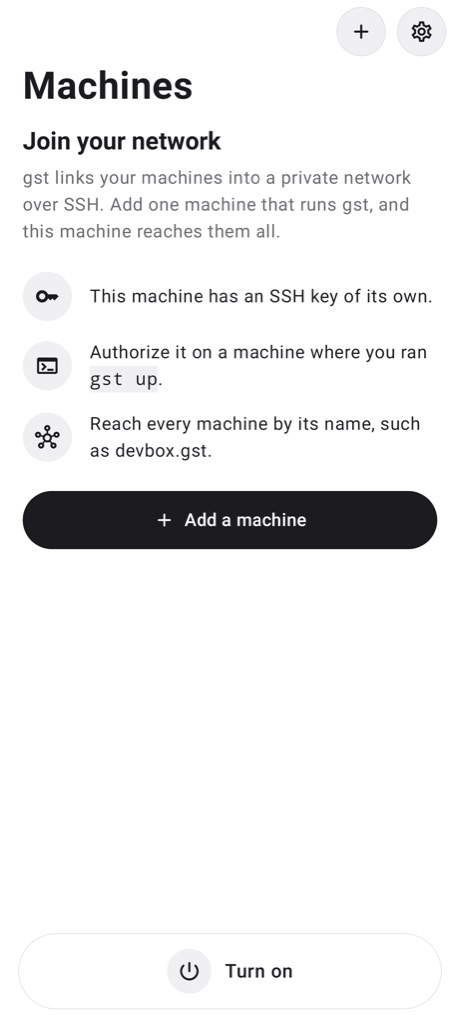 Machines
Join your network
gst links your machines into a private network
over SSH. Add one machine that runs gst, and
this machine reaches them all.
This machine has an SSH key of its own.
Authorize it on a machine where you ran
gst up.
Reach every machine by its name, such
as devbox.gst.
Add a machine
Turn on